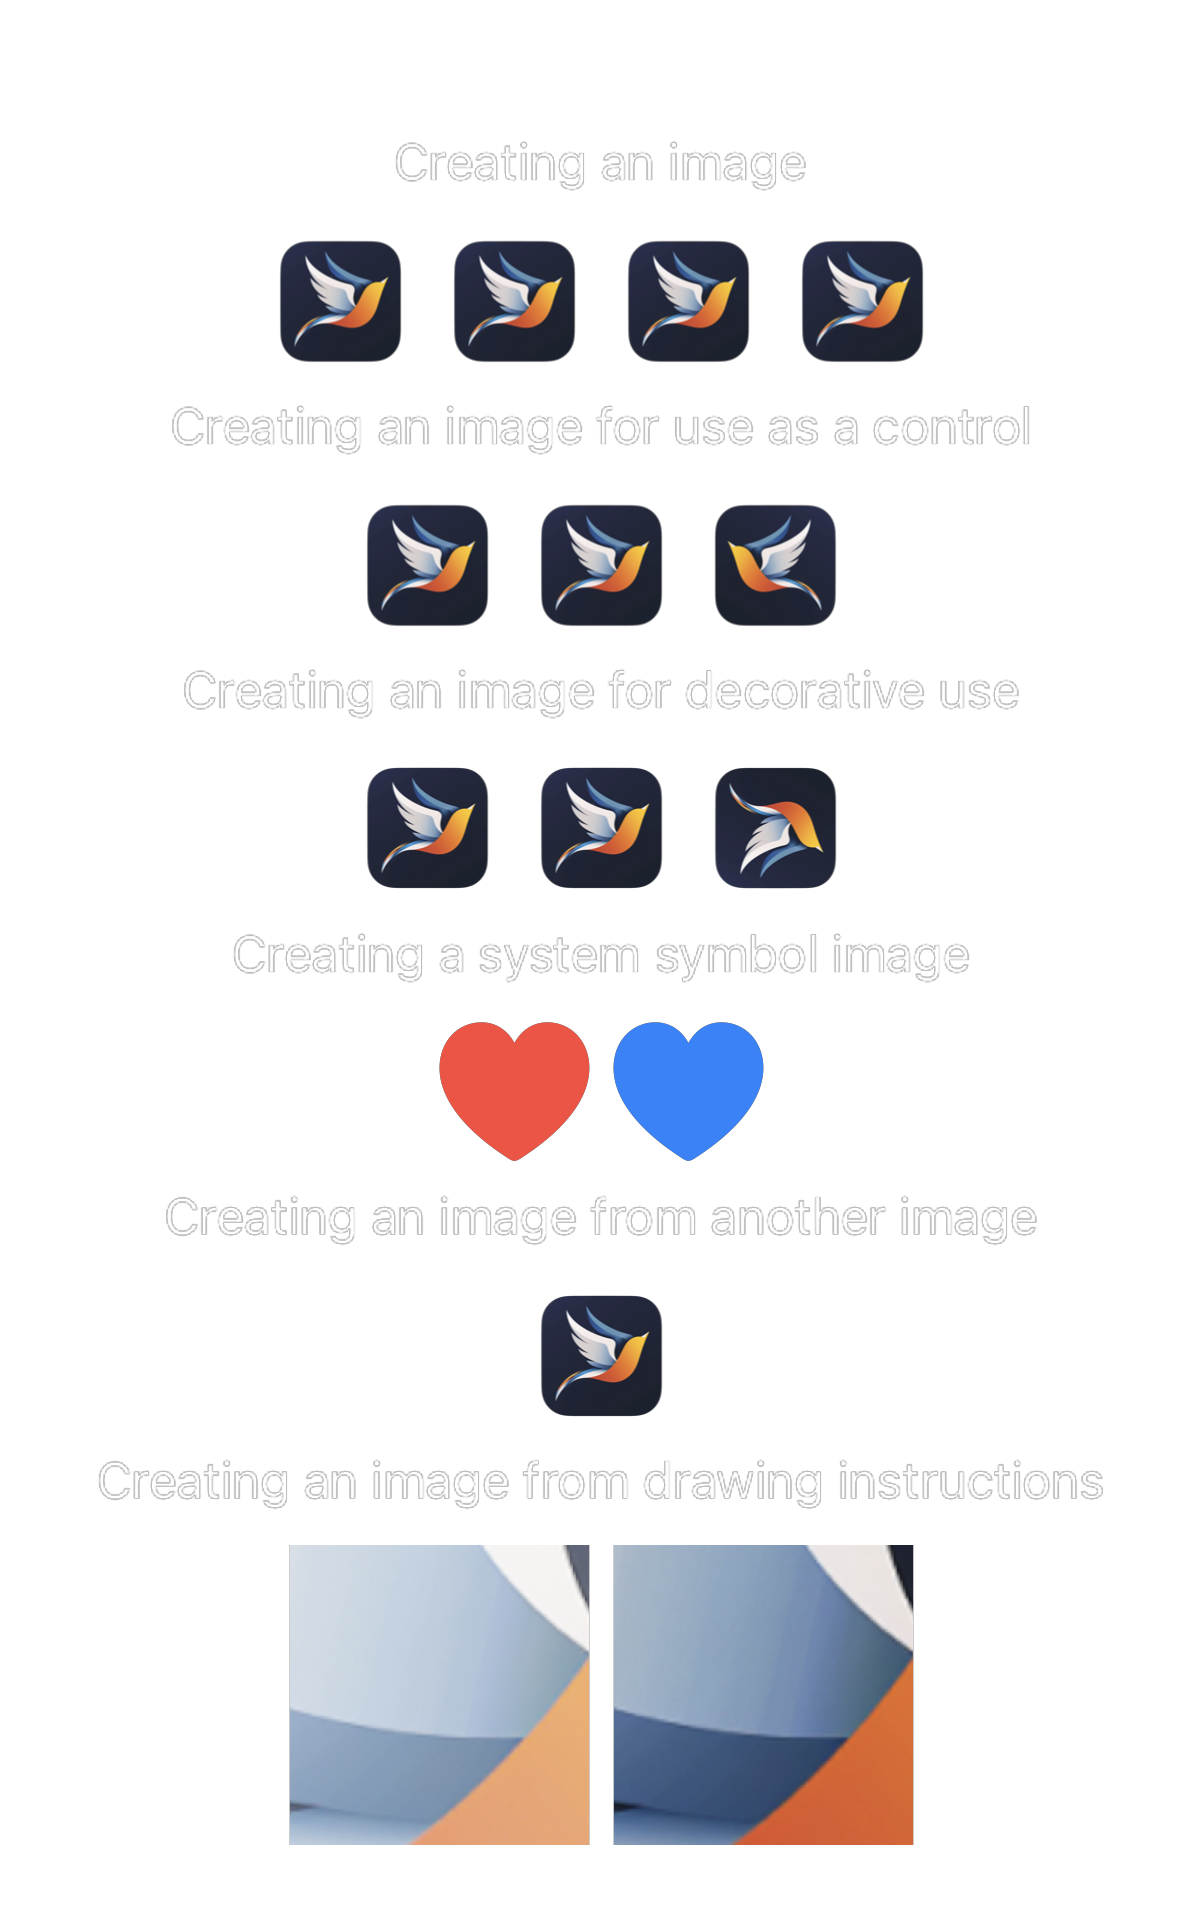 Creating an image
Creating an image for use as a control
Creating an image for decorative use
Creating a system symbol image
Creating an image from another image
Creating an image from drawing instructions